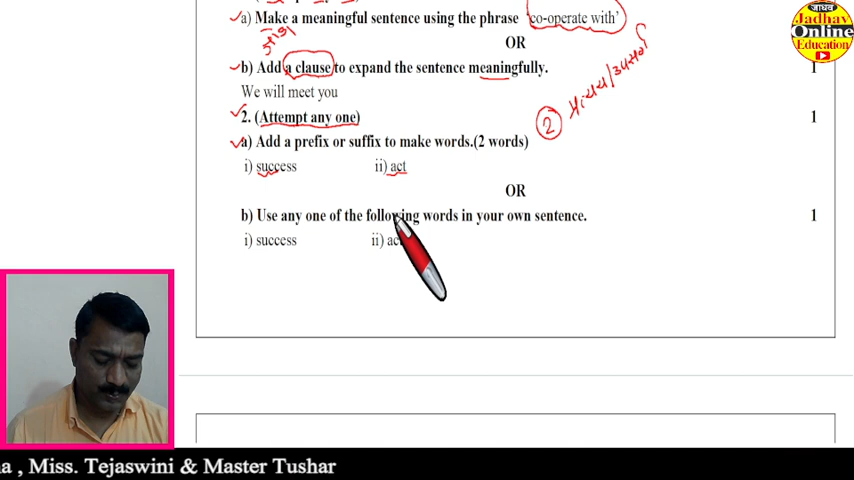 a) Make a meaningful sentence using the phrase 'co-operate with'
OR
b) Add a clause to expand the sentence meaningfully.
1
We will meet you
2. (Attempt any one)
1
a) Add a prefix or suffix to make words.(2 words)
i) success ii) act
OR
b) Use any one of the following words in your own sentence.
1
i) success ii)
2
जाधव
Jadhav
Online
Education
, Miss. Tejaswini & Master Tushar